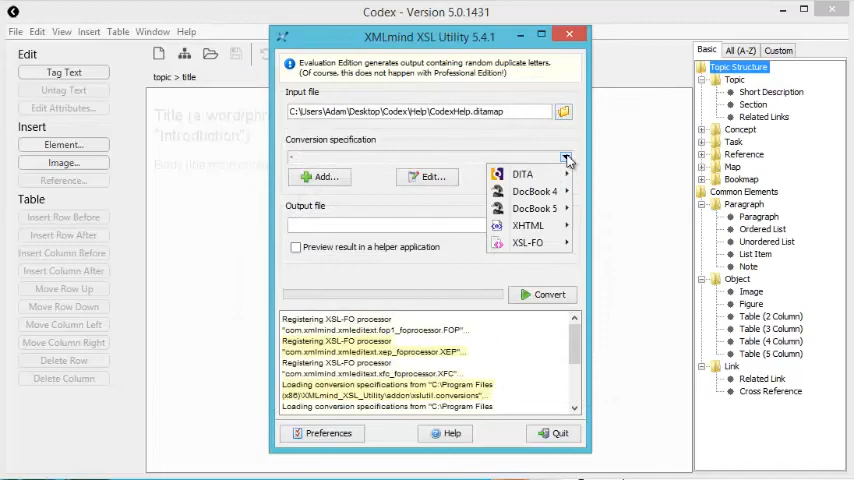 Codex - Version 5.0.1431
File Edit View Insert Table Window Help
Edit
Tag Text
Untag Text
Edit Attributes...
Insert
Element...
Image...
Reference...
Table
Insert Row Before
Insert Row After
Insert Column Before
Insert Column After
Move Row Up
Move Row Down
Move Column Left
Move Column Right
Delete Row
Delete Column
topic > title
Title (a word/phr
"Introduction")
XMLmind XSL Utility 5.4.1
Evaluation Edition generates output containing random duplicate letters.
(Of course, this does not happen with Professional Edition!)
Input file
C:\Users\Adam\Desktop\Codex\Help\CodexHelp.ditamap
Conversion specification
Add...
Edit...
DITA
DocBook 4
DocBook 5
XHTML
XSL-FO
Output file
Preview result in a helper application
Convert
Registering XSL-FO processor
"com.xmlmind.xmleditext.fop1_foprocessor.FOP"...
Registering XSL-FO processor
"com.xmlmind.xmleditext.xep_foprocessor.XEP"...
Registering XSL-FO processor
"com.xmlmind.xmleditext.xfc_foprocessor.XFC"...
Loading conversion specifications from "C:\Program Files
(x86)\XMLmind_XSL_Utility\addon\xslutil.conversions"...
Loading conversion specifications from "C:\Program Files
Preferences
Help
Quit
Basic All (A-Z) Custom
Topic Structure
Topic
Short Description
Section
Related Links
Concept
Task
Reference
Map
Bookmap
Common Elements
Paragraph
Paragraph
Ordered List
Unordered List
List Item
Note
Object
Image
Figure
Table (2 Column)
Table (3 Column)
Table (4 Column)
Table (5 Column)
Link
Related Link
Cross Reference